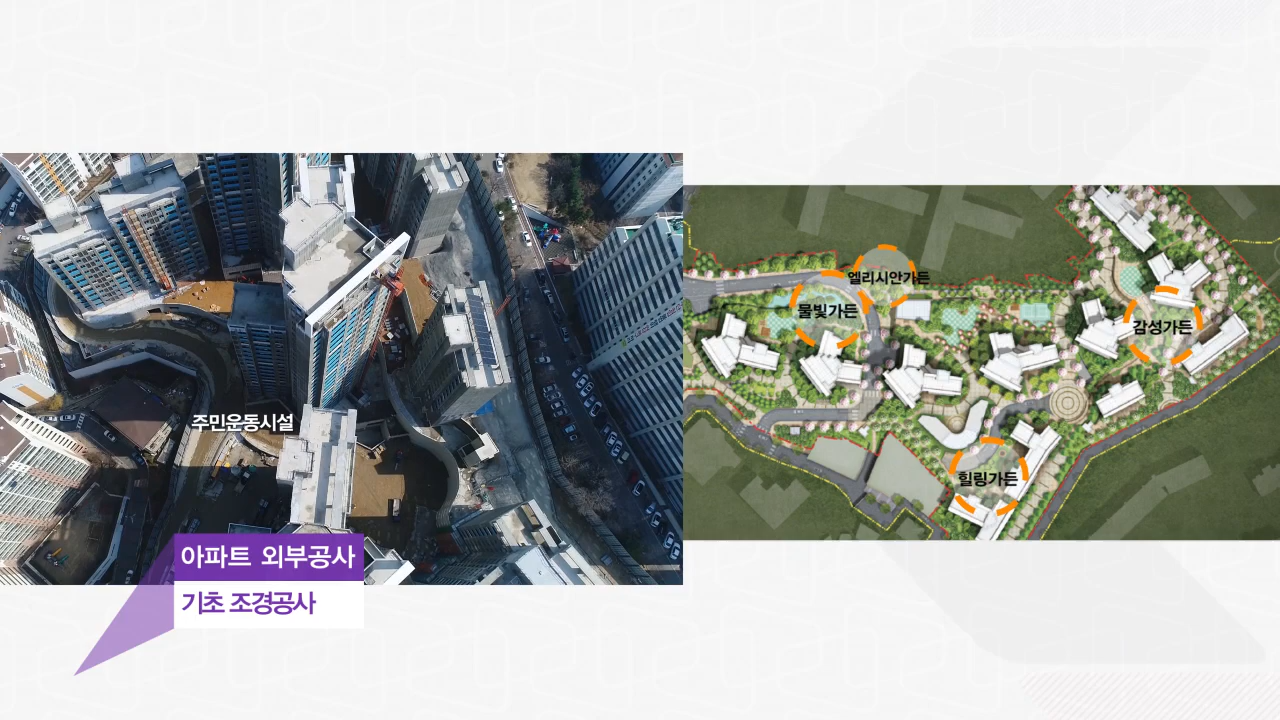 주민운동시설
아파트 외부공사
기초 조경공사
엘리시안가든
물빛가든
감성가든
힐링가든